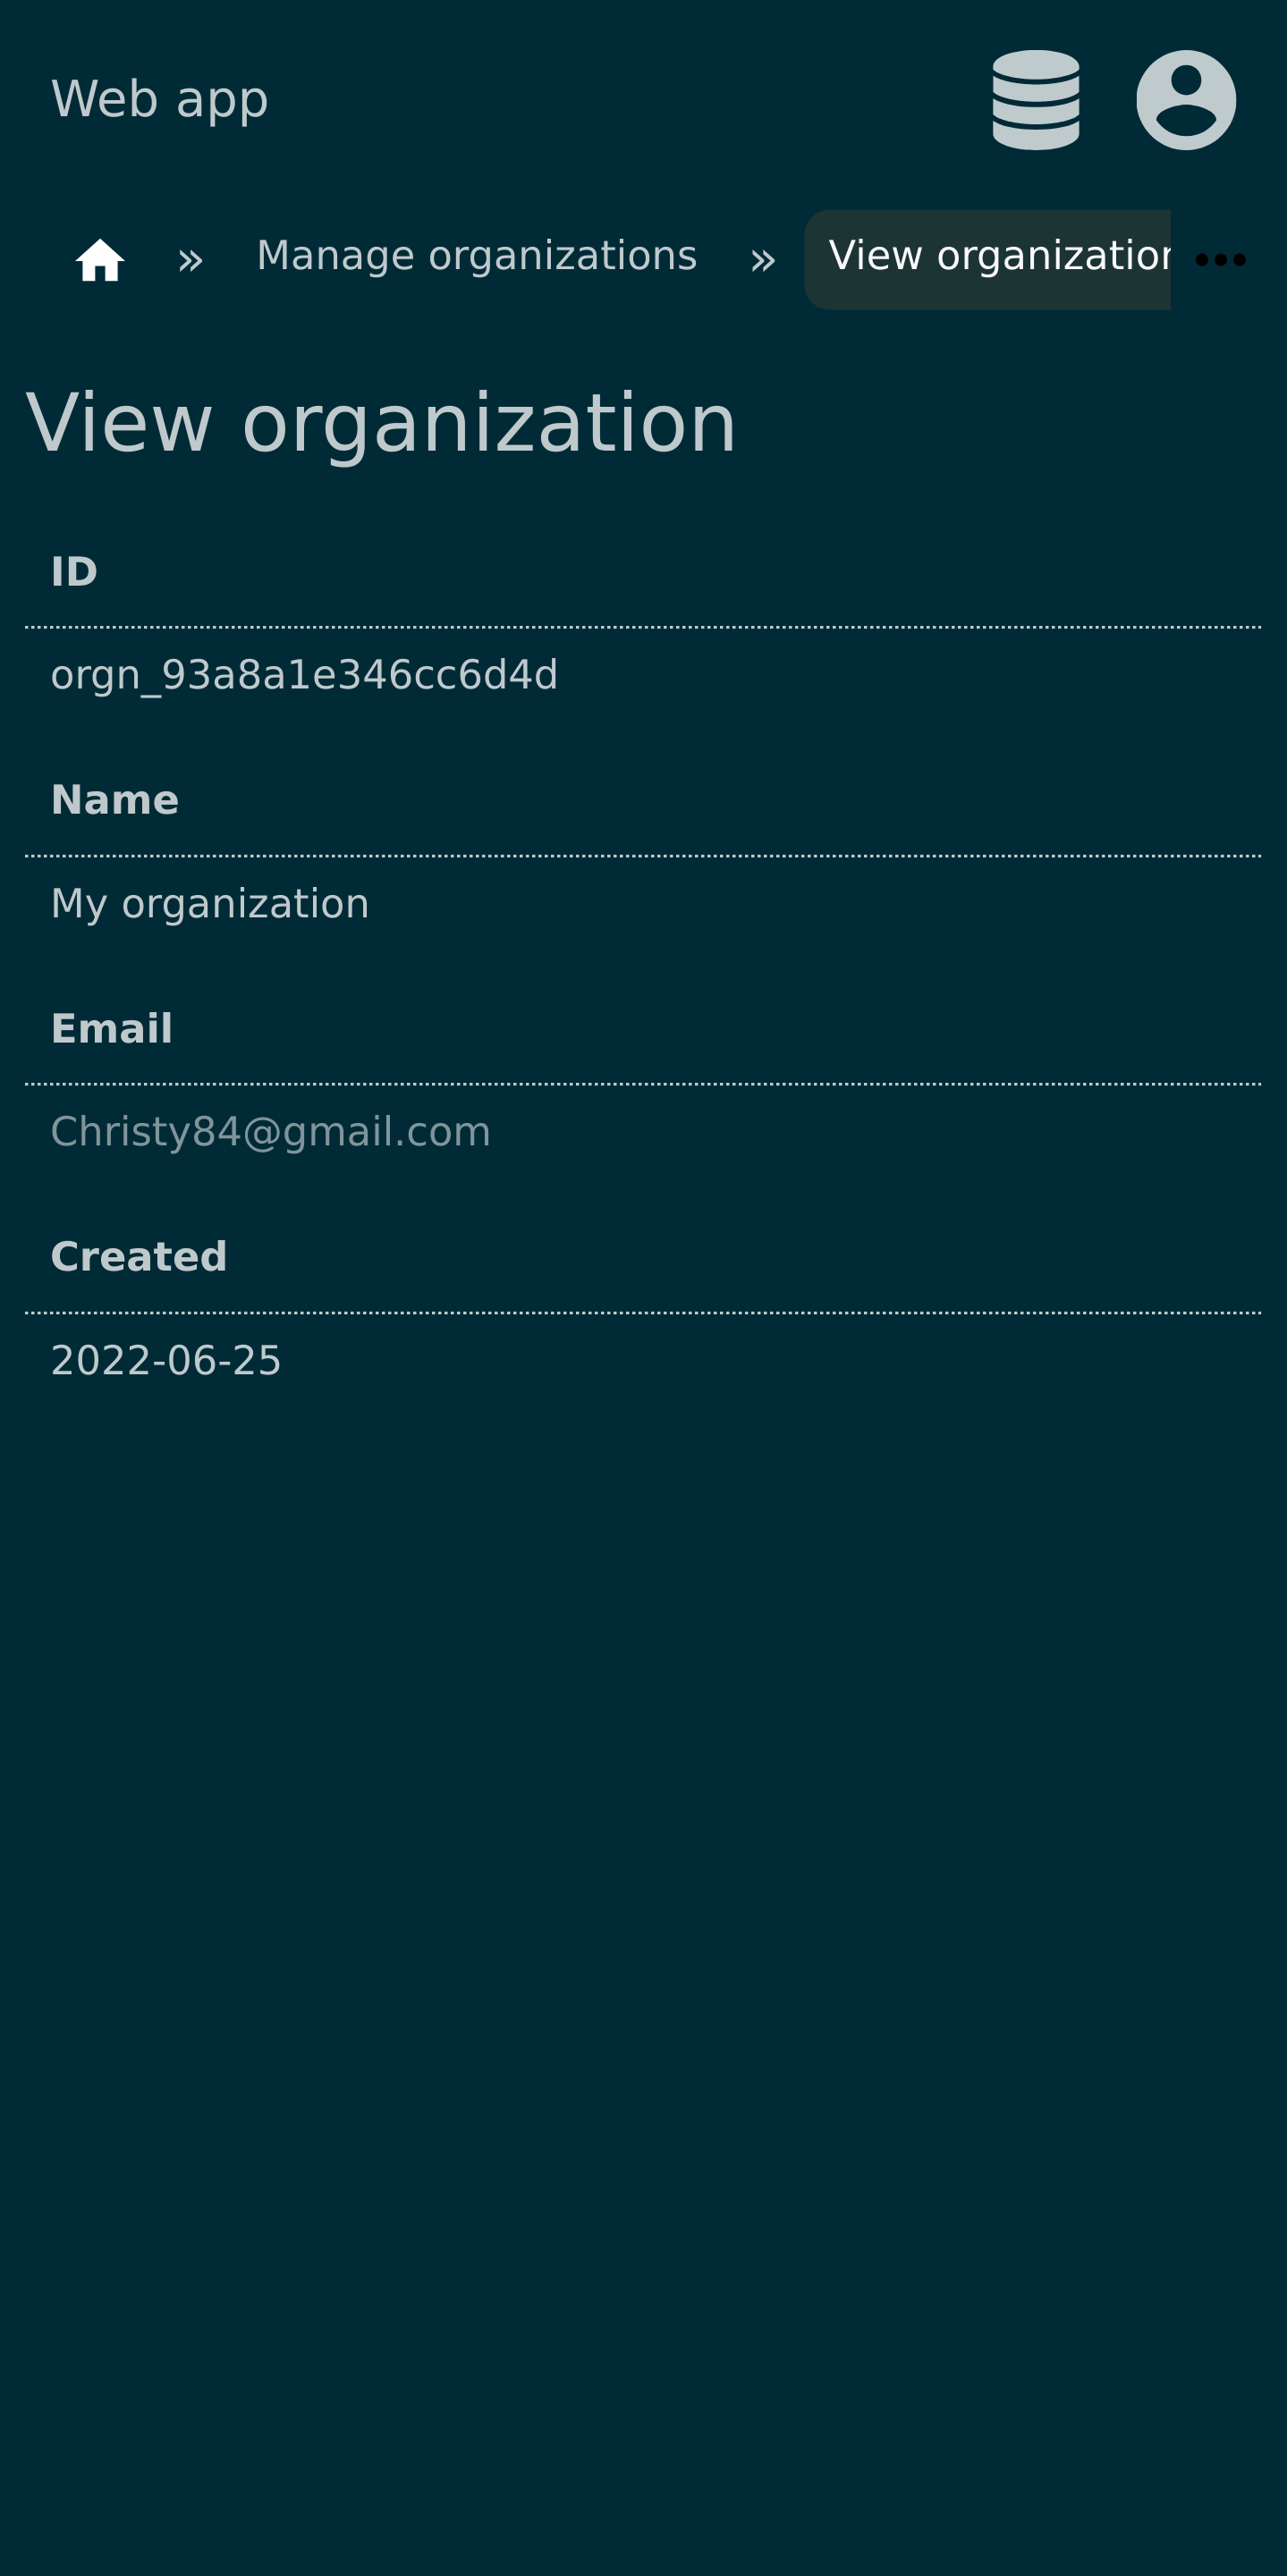 Web app
» Manage organizations » View organization
View organization
ID
orgn_93a8a1e346cc6d4d
Name
My organization
Email
Christy84@gmail.com
Created
2022-06-25